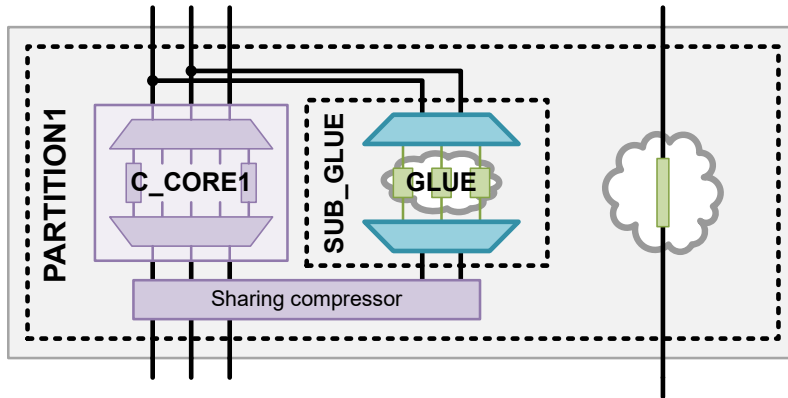 PARTITION1
C_CORE1
SUB_GLUE
GLUE
Sharing compressor